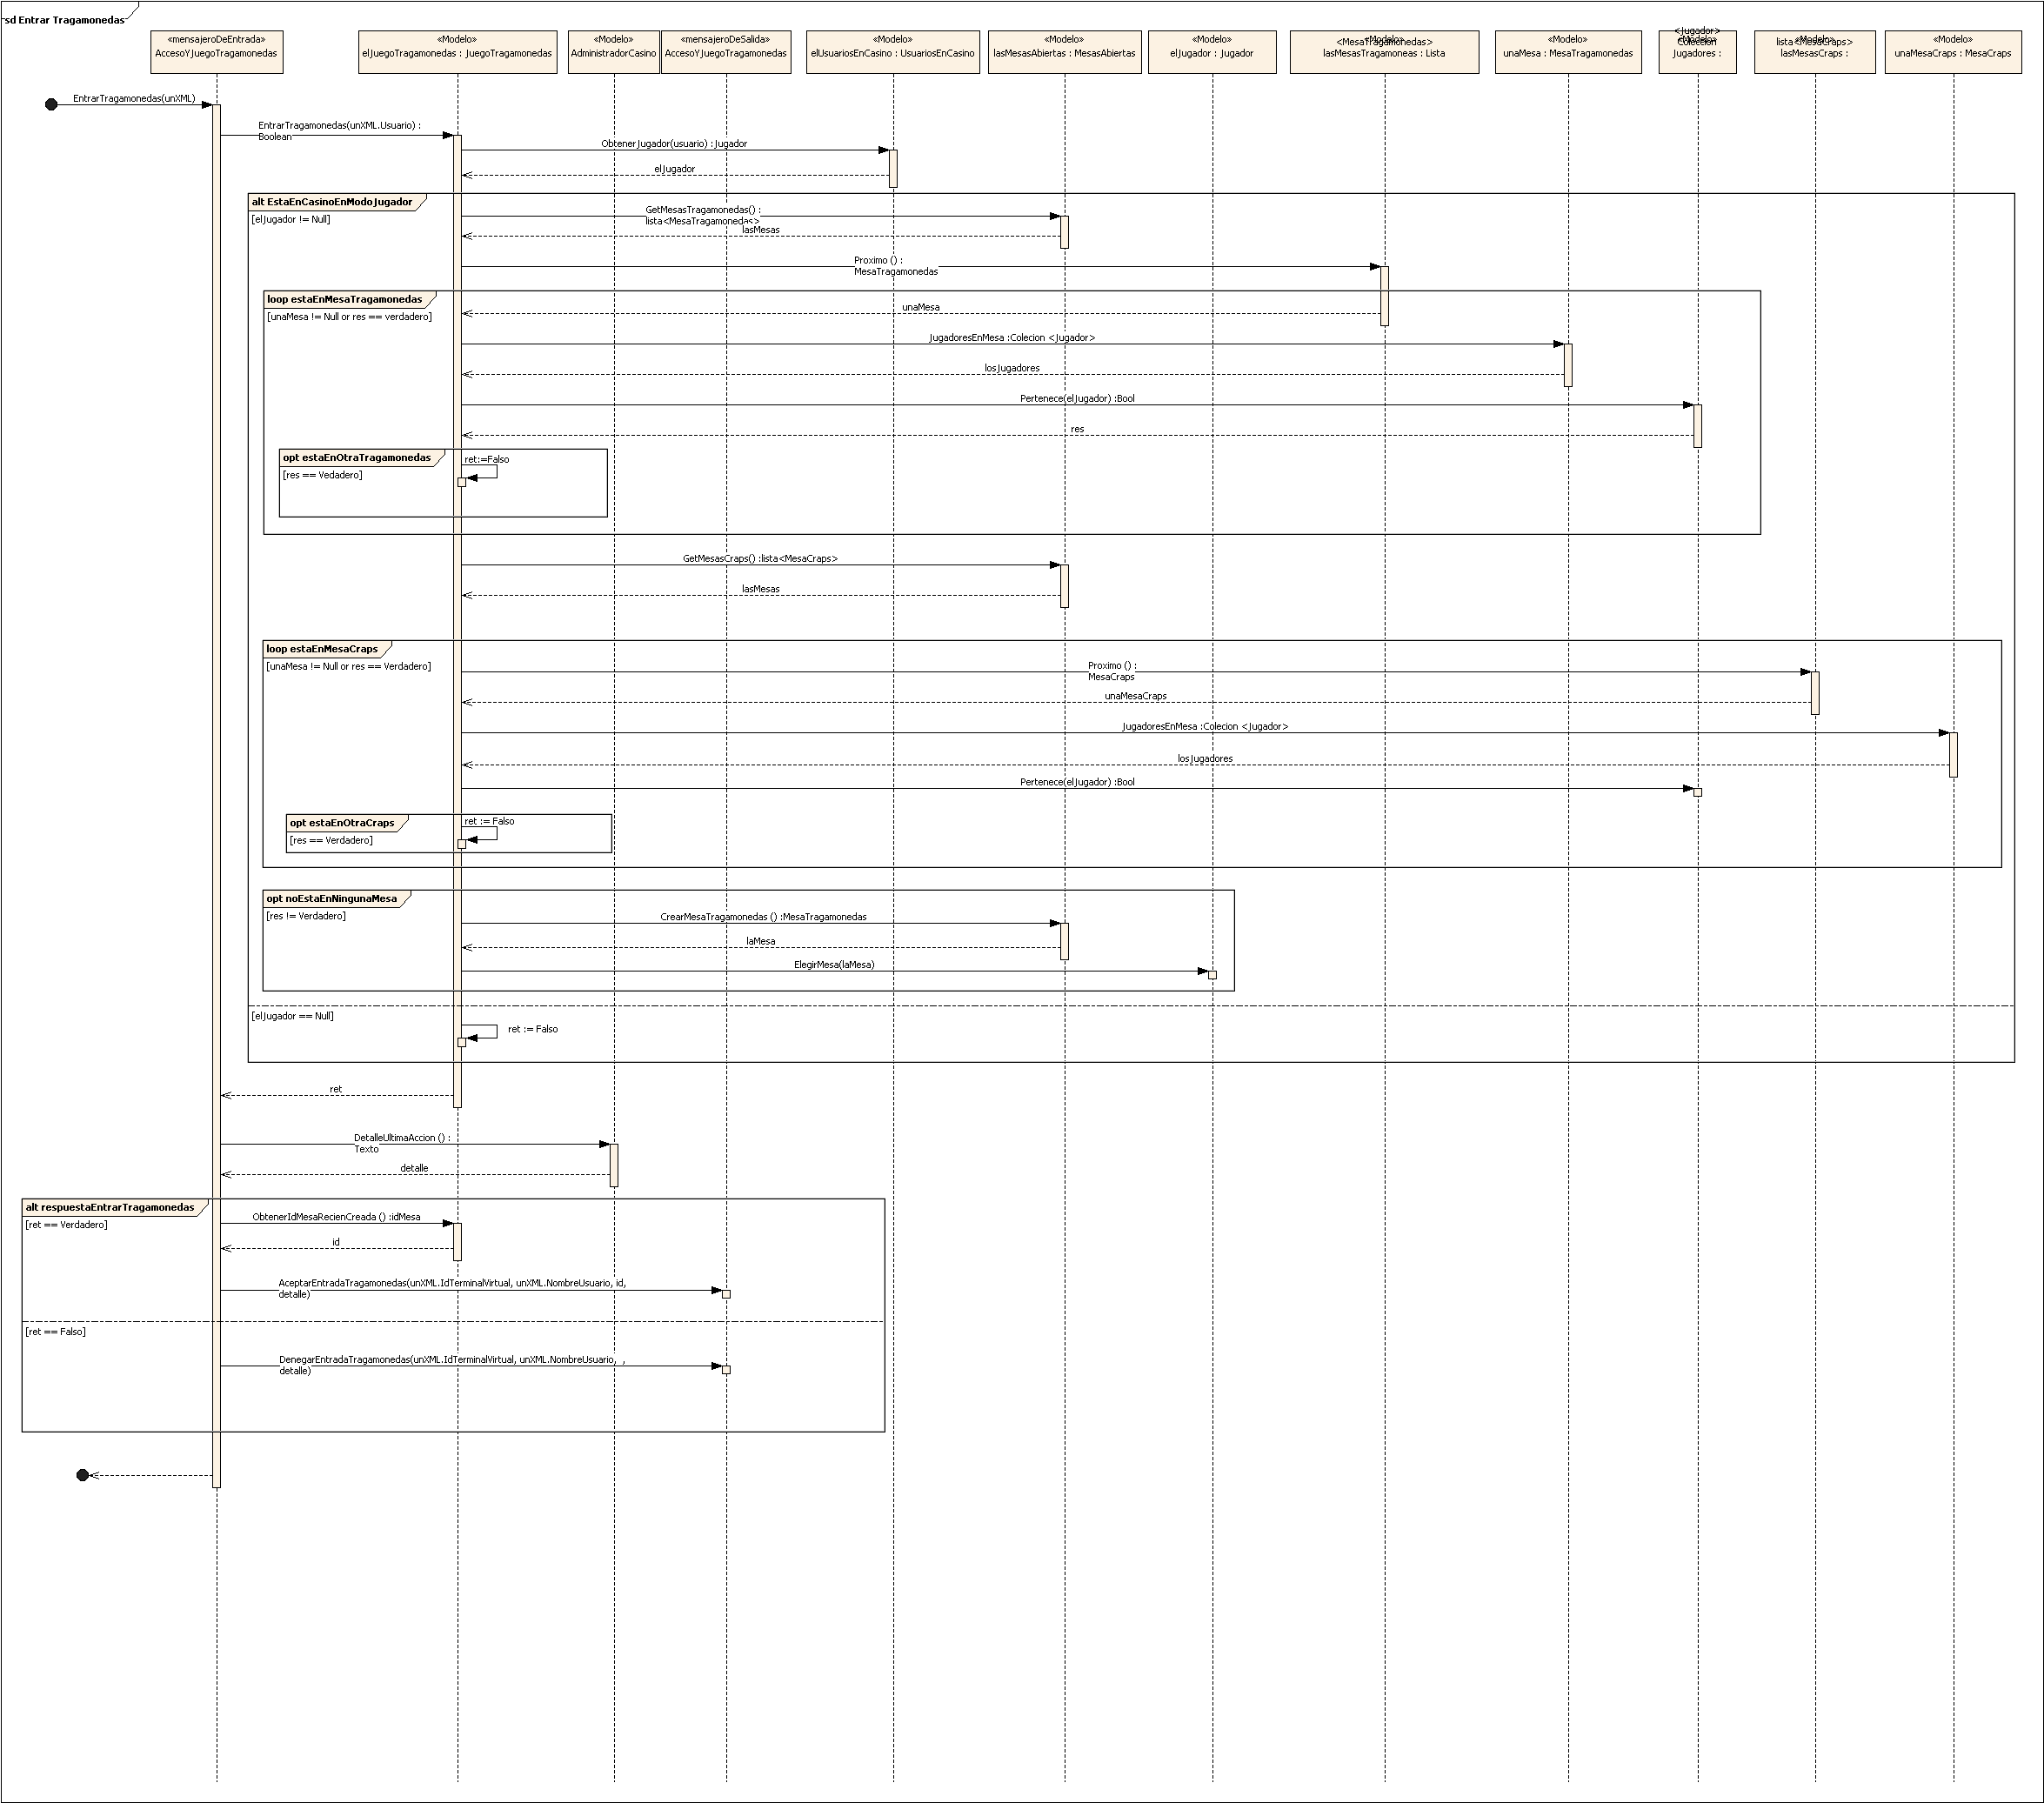 sd Entrar Tragamonedas
«mensajeroDeEntrada»
AccesoYJuegoTragamonedas
«Modelo»
elJuegoTragamonedas : JuegoTragamonedas
«Modelo»
AdministradorCasino
«mensajeroDeSalida»
AccesoYJuegoTragamonedas
«Modelo»
elUsuariosEnCasino : UsuariosEnCasino
«Modelo»
lasMesasAbiertas : MesasAbiertas
«Modelo»
elJugador : Jugador
«Modelo»
<MesaTragamonedas>
lasMesasTragamoneas : Lista
«Modelo»
unaMesa : MesaTragamonedas
<Jugador>
«Modelo»
Coleccion
Jugadores :
«Modelo»
lista<MesaCraps>
lasMesasCraps :
«Modelo»
unaMesaCraps : MesaCraps
EntrarTragamonedas(unXML)
EntrarTragamonedas(unXML.Usuario) :
Boolean
ObtenerJugador(usuario) : Jugador
elJugador
alt EstaEnCasinoEnModoJugador
[elJugador != Null]
GetMesasTragamonedas() :
lista<MesaTragamonedas>
lasMesas
Proximo () :
MesaTragamonedas
loop estaEnMesaTragamonedas
[unaMesa != Null or res == verdadero]
unaMesa
JugadoresEnMesa :Colecion <Jugador>
losJugadores
Pertenece(elJugador) :Bool
res
opt estaEnOtraTragamonedas
[res == Vedadero]
ret:=Falso
GetMesasCraps() :lista<MesaCraps>
lasMesas
loop estaEnMesaCraps
[unaMesa != Null or res == Verdadero]
Proximo () :
MesaCraps
unaMesaCraps
JugadoresEnMesa :Colecion <Jugador>
losJugadores
Pertenece(elJugador) :Bool
opt estaEnOtraCraps
[res == Verdadero]
ret := Falso
opt noEstaEnNingunaMesa
[res != Verdadero]
CrearMesaTragamonedas () :MesaTragamonedas
laMesa
ElegirMesa(laMesa)
[elJugador == Null]
ret := Falso
ret
DetalleUltimaAccion () :
Texto
detalle
alt respuestaEntrarTragamonedas
[ret == Verdadero]
ObtenerIdMesaRecienCreada () :idMesa
id
AceptarEntradaTragamonedas(unXML.IdTerminalVirtual, unXML.NombreUsuario, id,
detalle)
[ret == Falso]
DenegarEntradaTragamonedas(unXML.IdTerminalVirtual, unXML.NombreUsuario,  ,
detalle)